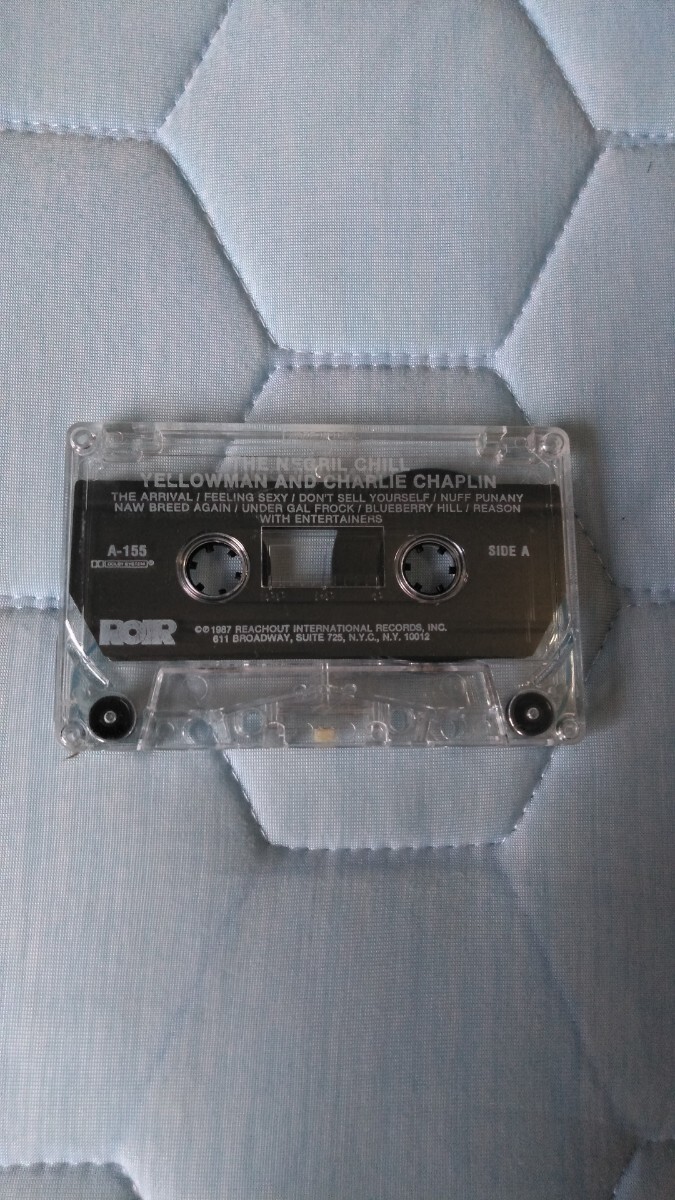 THE NEGRIL CHILL
YELLOWMAN AND CHARLIE CHAPLIN
THE ARRIVAL / FEELING SEXY / DON'T SELL YOURSELF / NUFF PUNANY
NAW BREED AGAIN / UNDER GAL FROCK / BLUEBERRY HILL / REASON
WITH ENTERTAINERS
A-155
SIDE A
DOLBY SYSTEM ®
ROIR
©℗1987 REACHOUT INTERNATIONAL RECORDS, INC.
611 BROADWAY, SUITE 725, N.Y.C., N.Y. 10012